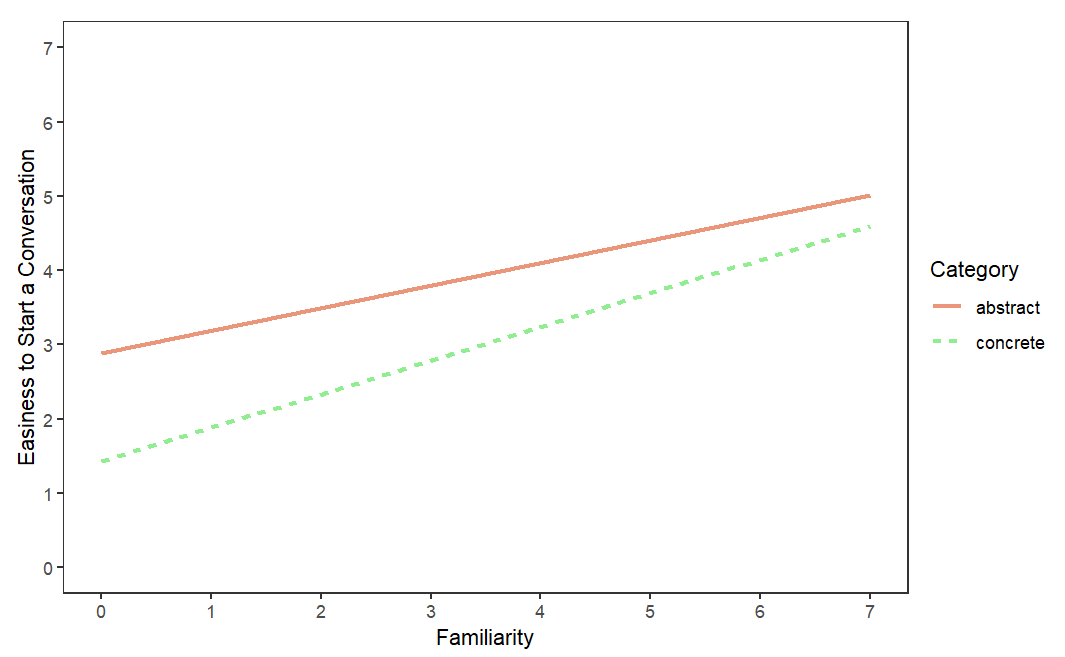 Easiness to Start a Conversation
7
6
5
4
3
2
1
0
0 1 2 3 4 5 6 7
Familiarity
Category
abstract
concrete